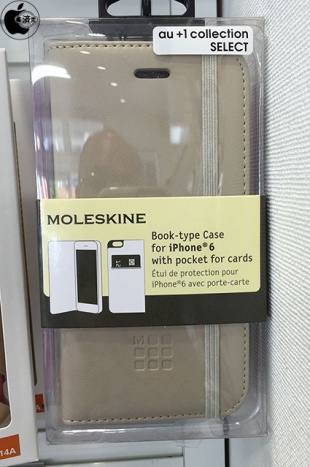 au +1 collection
SELECT
MOLESKINE
Book-type Case
for iPhone®6
with pocket for cards
Étui de protection pour
iPhone®6 avec porte-carte
M
14A